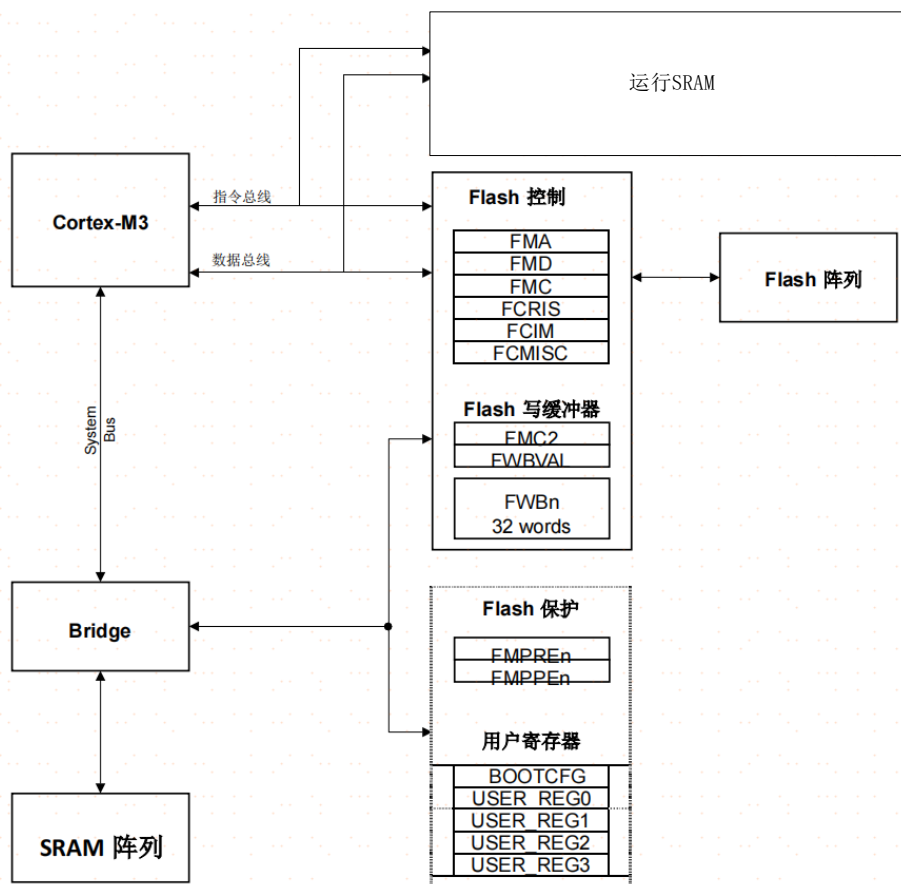 运行SRAM
Cortex-M3
指令总线
数据总线
Flash 控制
FMA
FMD
FMC
FCRIS
FCIM
FCMISC
Flash 阵列
Flash 写缓冲器
FMC2
FWBVAL
FWBn
32 words
System
Bus
Bridge
Flash 保护
FMPREn
FMPPEn
用户寄存器
BOOTCFG
USER_REG0
USER_REG1
USER_REG2
USER_REG3
SRAM 阵列